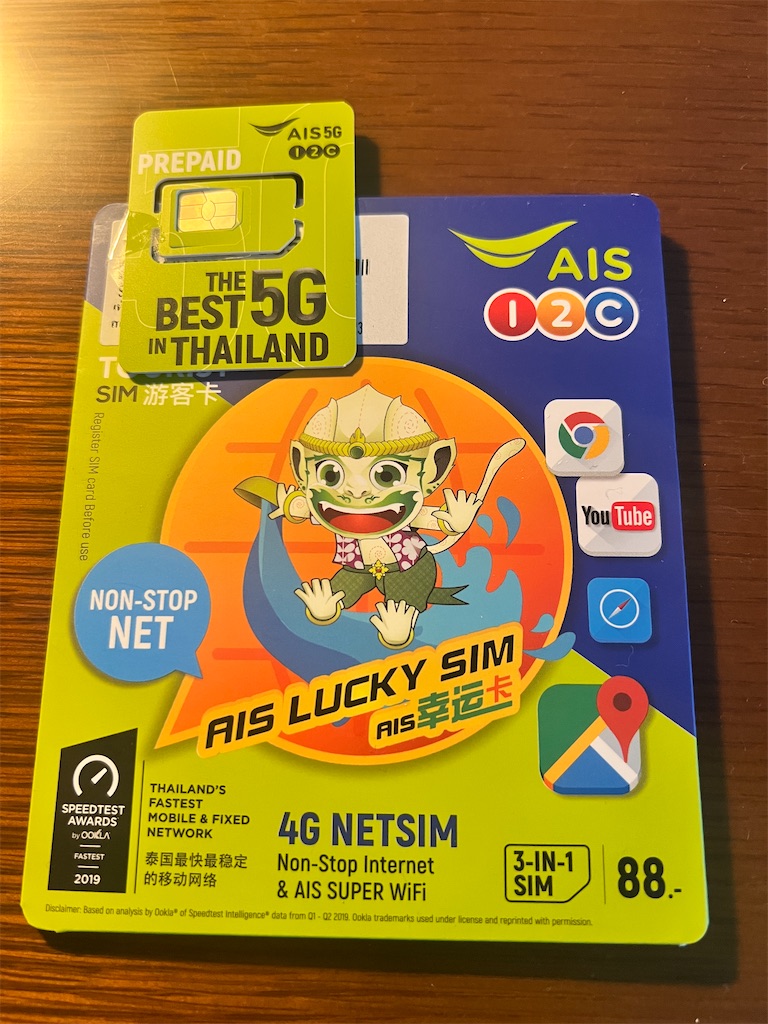 AIS 5G
1 2 C
PREPAID
THE
BEST 5G
IN THAILAND
AIS
1 2 C
SIM 游客卡
Register SIM card Before use
You Tube
NON-STOP
NET
AIS LUCKY SIM
AIS幸运卡
SPEEDTEST
AWARDS
by OOKLA
FASTEST
2019
THAILAND'S
FASTEST
MOBILE & FIXED
NETWORK
泰国最快最稳定
的移动网络
4G NETSIM
Non-Stop Internet
& AIS SUPER WiFi
3-IN-1
SIM
88.-
Disclaimer: Based on analysis by Ookla® of Speedtest Intelligence® data from Q1 - Q2 2019. Ookla trademarks used under license and reprinted with permission.